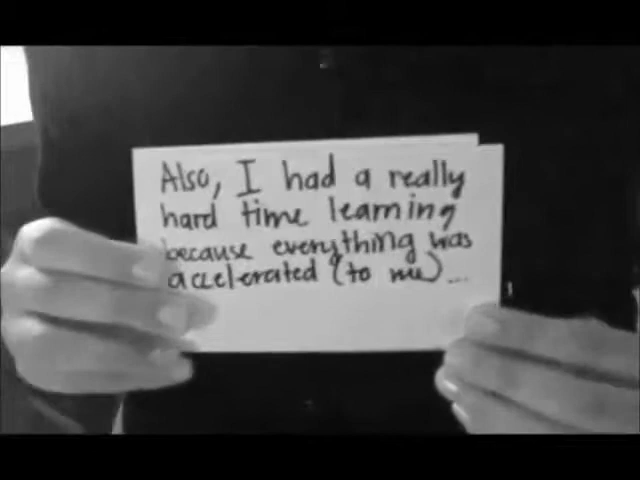 Also, I had a really
hard time learning
because everything was
accelerated (to me)...